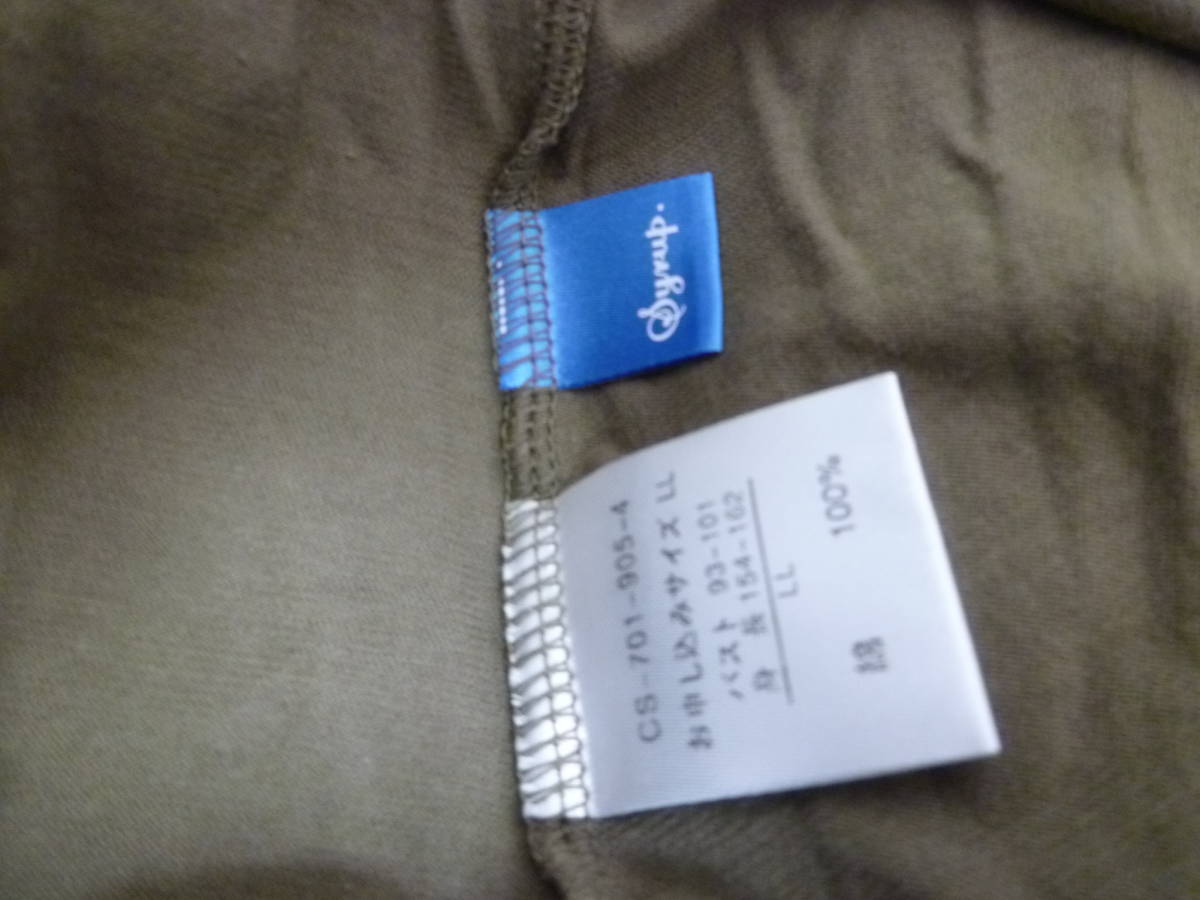 Syrup.
CS-701-905-4
お申し込みサイズ LL
バスト 93-101
身 長 154-162
LL
綿 100%